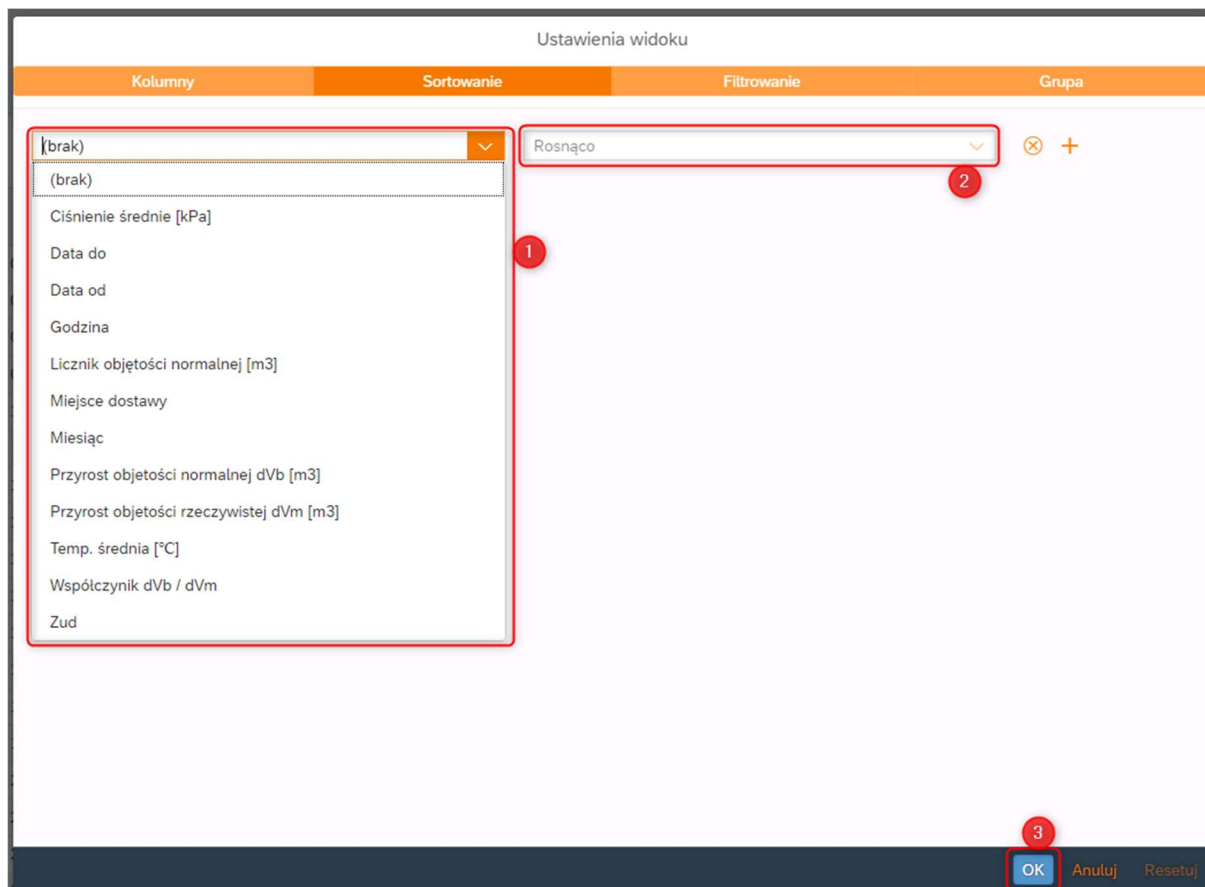 Ustawienia widoku
Kolumny Sortowanie Filtrowanie Grupa
(brak) Rosnąco
(brak)
2
Ciśnienie średnie [kPa]
1
Data do
Data od
Godzina
Licznik objętości normalnej [m3]
Miejsce dostawy
Miesiąc
Przyrost objetości normalnej dVb [m3]
Przyrost objetości rzeczywistej dVm [m3]
Temp. średnia [°C]
Współczynik dVb / dVm
Zud
3
OK Anuluj Resetuj